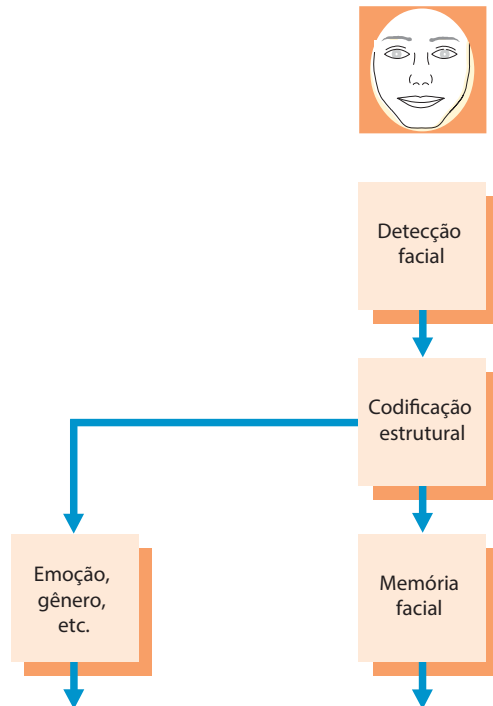 Detecção
facial
Codificação
estrutural
Emoção,
gênero,
etc.
Memória
facial